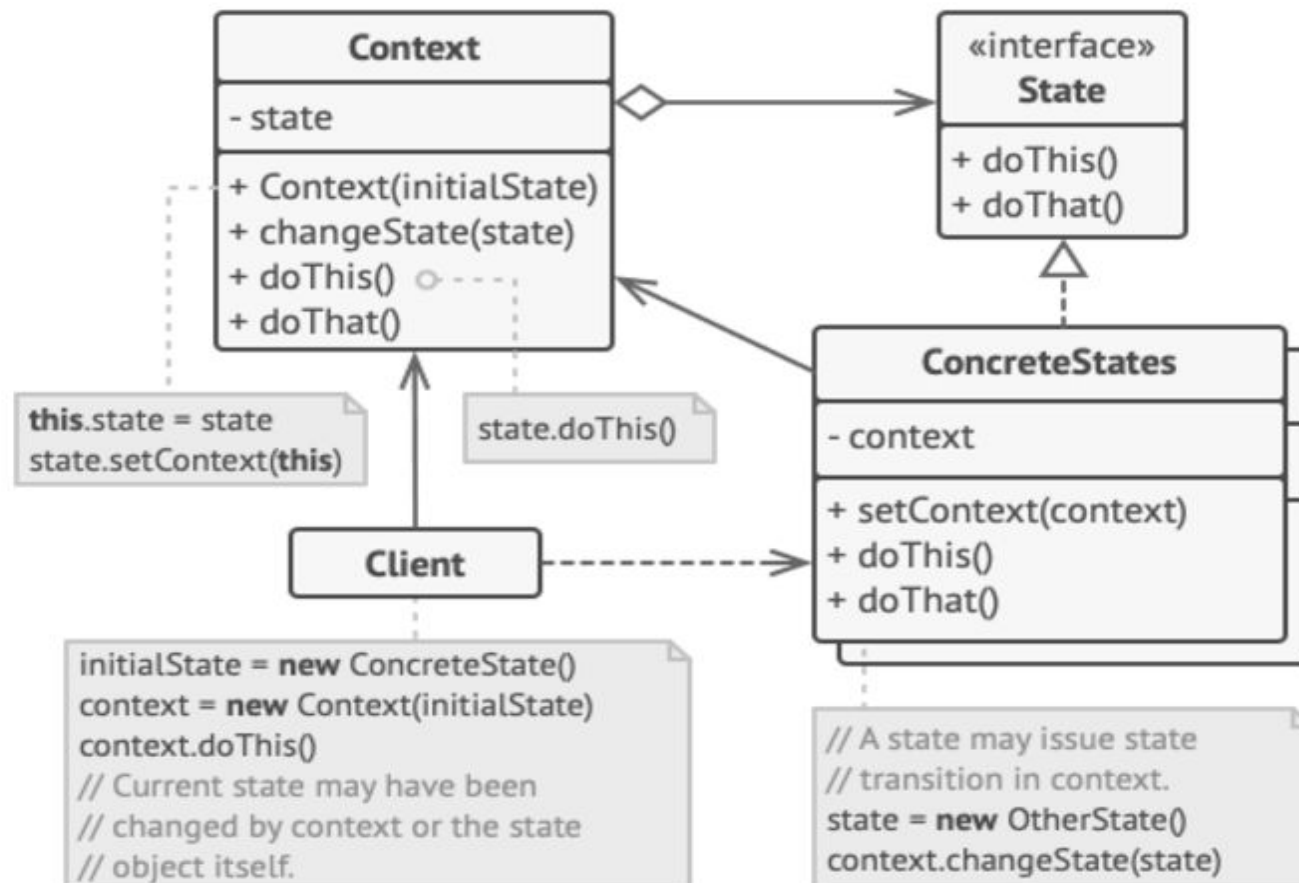 Context
- state
+ Context(initialState)
+ changeState(state)
+ doThis()
+ doThat()
«interface»
State
+ doThis()
+ doThat()
this.state = state
state.setContext(this)
state.doThis()
ConcreteStates
- context
+ setContext(context)
+ doThis()
+ doThat()
Client
initialState = new ConcreteState()
context = new Context(initialState)
context.doThis()
// Current state may have been
// changed by context or the state
// object itself.
// A state may issue state
// transition in context.
state = new OtherState()
context.changeState(state)